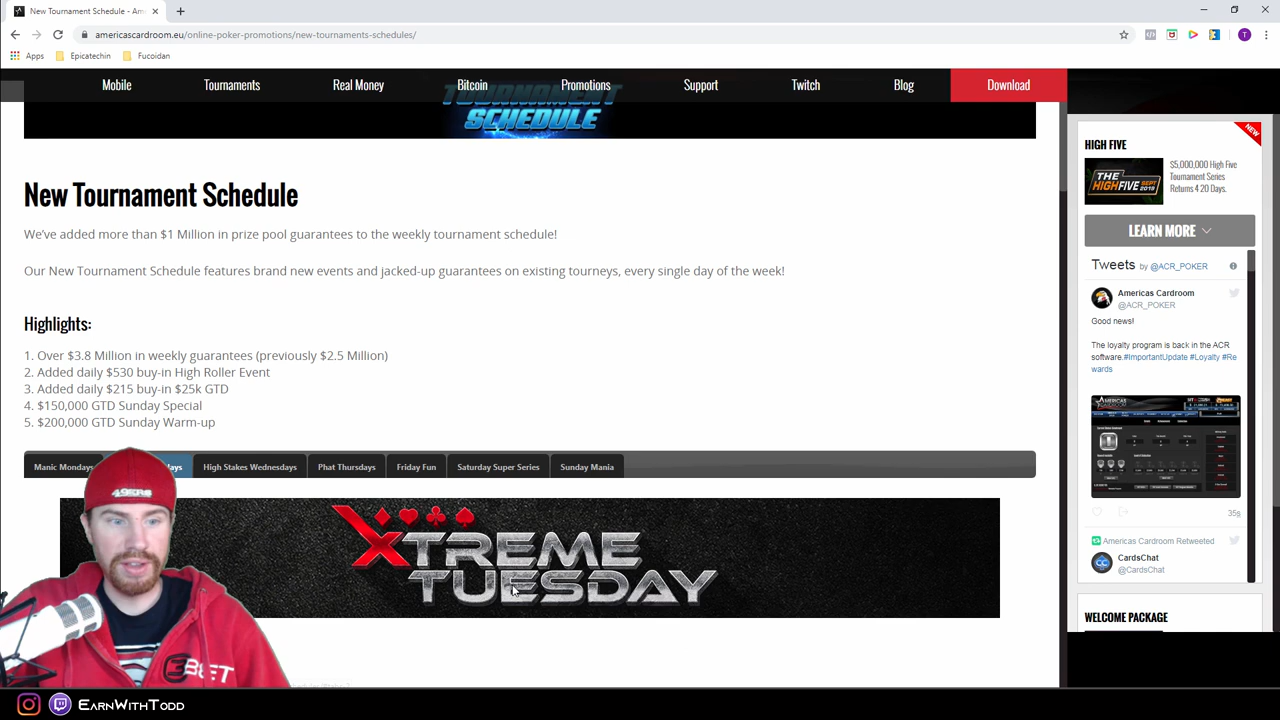 New Tournament Schedule - Ame
americascardroom.eu/online-poker-promotions/new-tournaments-schedules/
T
Apps
Epicatechin
Fucoidan
Mobile
Tournaments
Real Money
Bitcoin
Promotions
Support
Twitch
Blog
Download
TOURNAMENT
SCHEDULE
New Tournament Schedule
We've added more than $1 Million in prize pool guarantees to the weekly tournament schedule!
Our New Tournament Schedule features brand new events and jacked-up guarantees on existing tourneys, every single day of the week!
Highlights:
1. Over $3.8 Million in weekly guarantees (previously $2.5 Million)
2. Added daily $530 buy-in High Roller Event
3. Added daily $215 buy-in $25k GTD
4. $150,000 GTD Sunday Special
5. $200,000 GTD Sunday Warm-up
Manic Mondays
High Stakes Wednesdays
Phat Thursdays
Friday Fun
Saturday Super Series
Sunday Mania
XTREME
TUESDAY
NEW
HIGH FIVE
THE
HIGHFIVE SEPT 2019
$5,000,000 High Five
Tournament Series
Returns 4 20 Days.
LEARN MORE
Tweets by @ACR_POKER
Americas Cardroom
@ACR_POKER
Good news!
The loyalty program is back in the ACR
software.#ImportantUpdate #Loyalty #Re
wards
35s
Americas Cardroom Retweeted
CardsChat
@CardsChat
WELCOME PACKAGE
49ERS
3BET
EARNWITHTODD